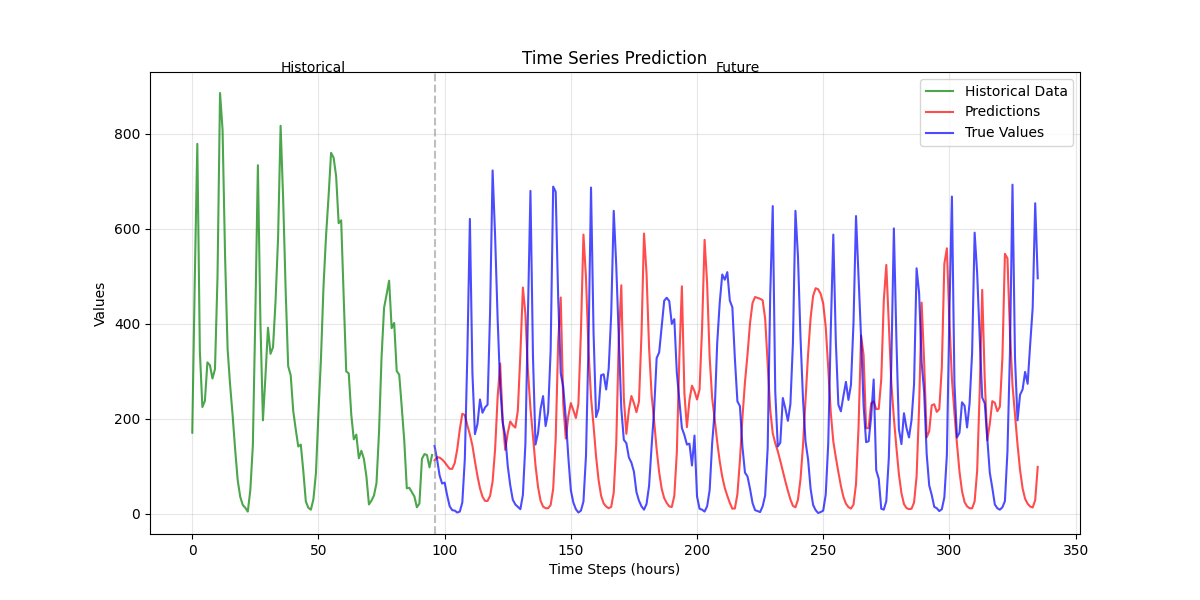 Time Series Prediction
Historical
Future
Historical Data
Predictions
True Values
Values
800
600
400
200
0
0
50
100
150
200
250
300
350
Time Steps (hours)